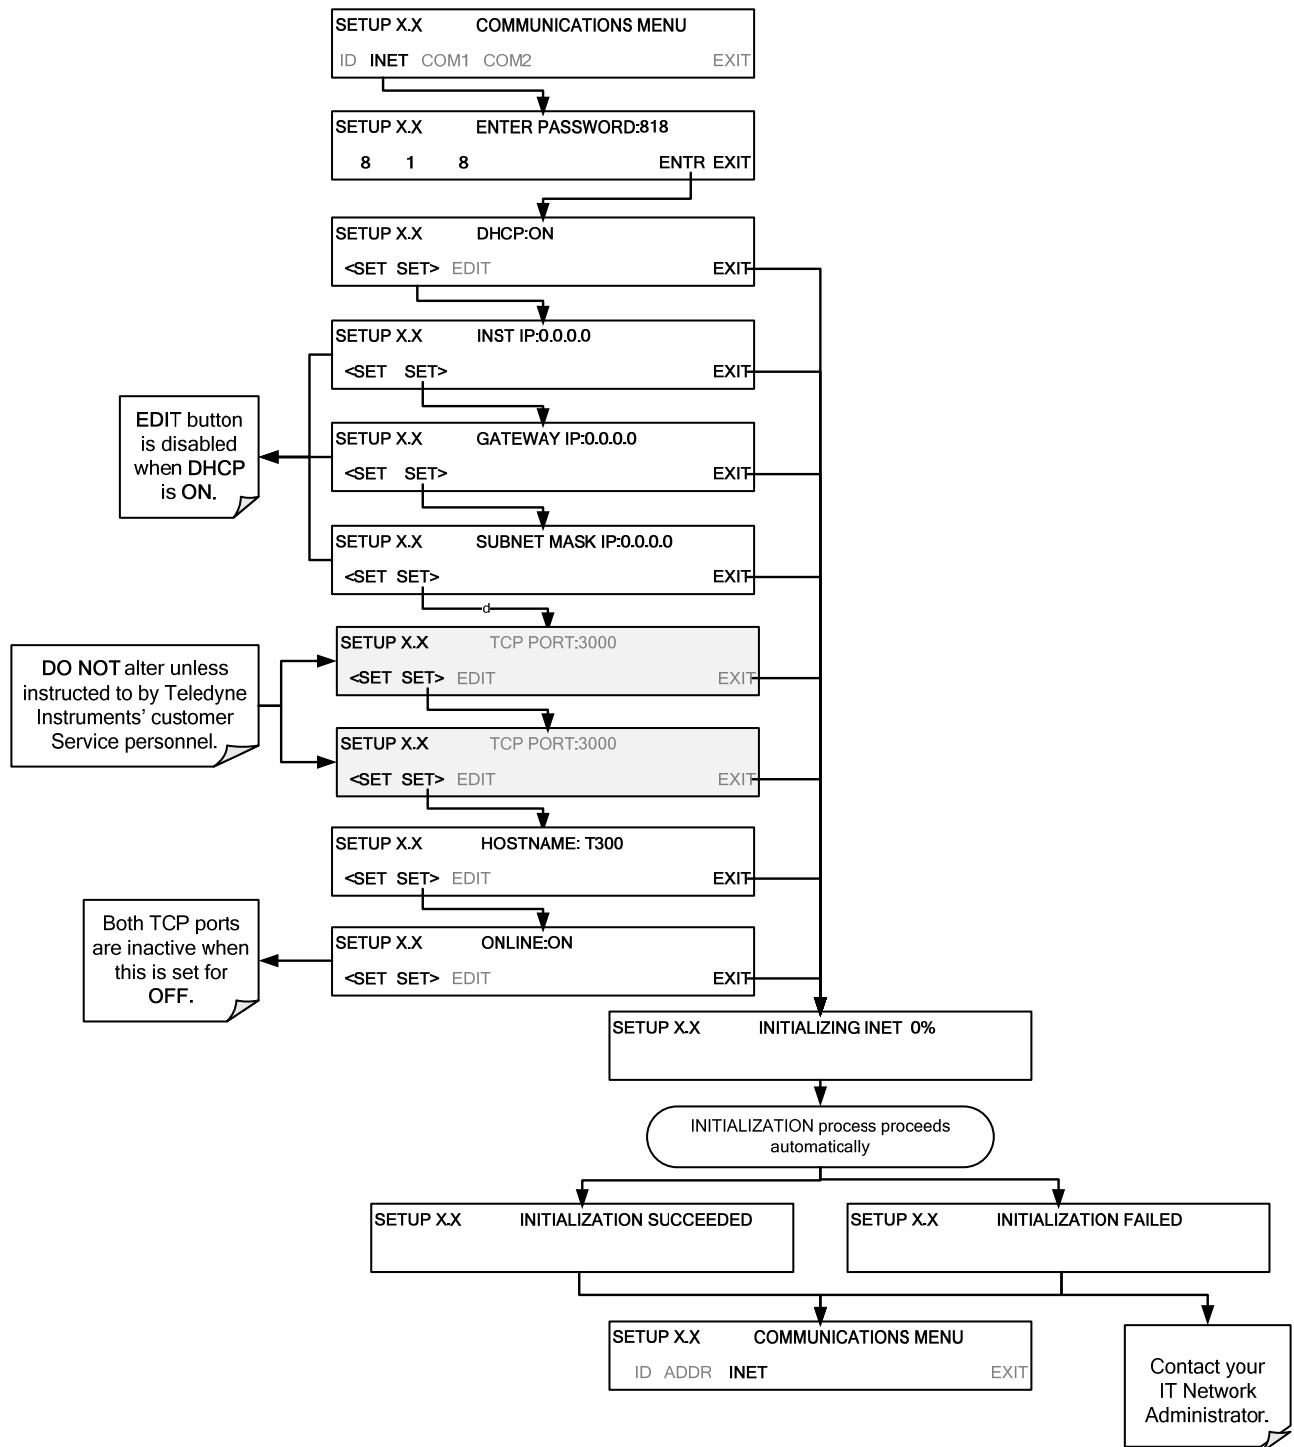 SETUP X.X COMMUNICATIONS MENU
ID INET COM1 COM2 EXIT
SETUP X.X ENTER PASSWORD:818
8 1 8 ENTR EXIT
SETUP X.X DHCP:ON
<SET SET> EDIT EXIT
SETUP X.X INST IP:0.0.0.0
<SET SET> EXIT
EDIT button
is disabled
when DHCP
is ON.
SETUP X.X GATEWAY IP:0.0.0.0
<SET SET> EXIT
SETUP X.X SUBNET MASK IP:0.0.0.0
<SET SET> EXIT
d
SETUP X.X TCP PORT:3000
<SET SET> EDIT EXIT
DO NOT alter unless
instructed to by Teledyne
Instruments’ customer
Service personnel.
SETUP X.X TCP PORT:3000
<SET SET> EDIT EXIT
SETUP X.X HOSTNAME: T300
<SET SET> EDIT EXIT
Both TCP ports
are inactive when
this is set for
OFF.
SETUP X.X ONLINE:ON
<SET SET> EDIT EXIT
SETUP X.X INITIALIZING INET 0%
INITIALIZATION process proceeds
automatically
SETUP X.X INITIALIZATION SUCCEEDED
SETUP X.X INITIALIZATION FAILED
SETUP X.X COMMUNICATIONS MENU
ID ADDR INET EXIT
Contact your
IT Network
Administrator.